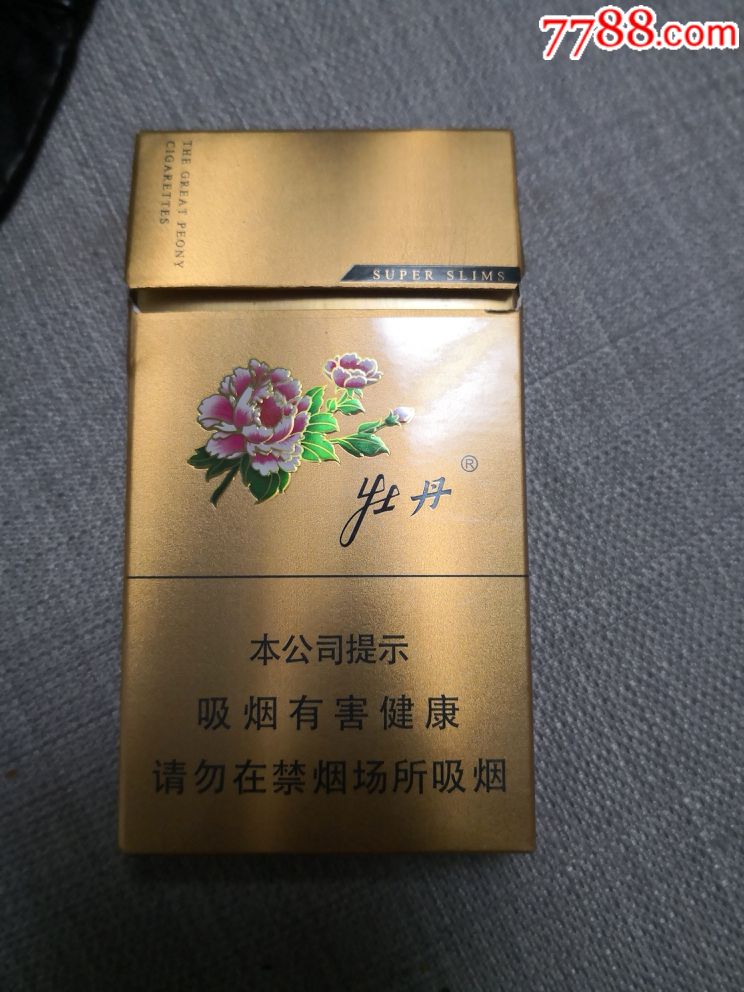 7788.com
THE GREAT PEONY
CIGARETTES
SUPER SLIMS
牡丹®
本公司提示
吸烟有害健康
请勿在禁烟场所吸烟